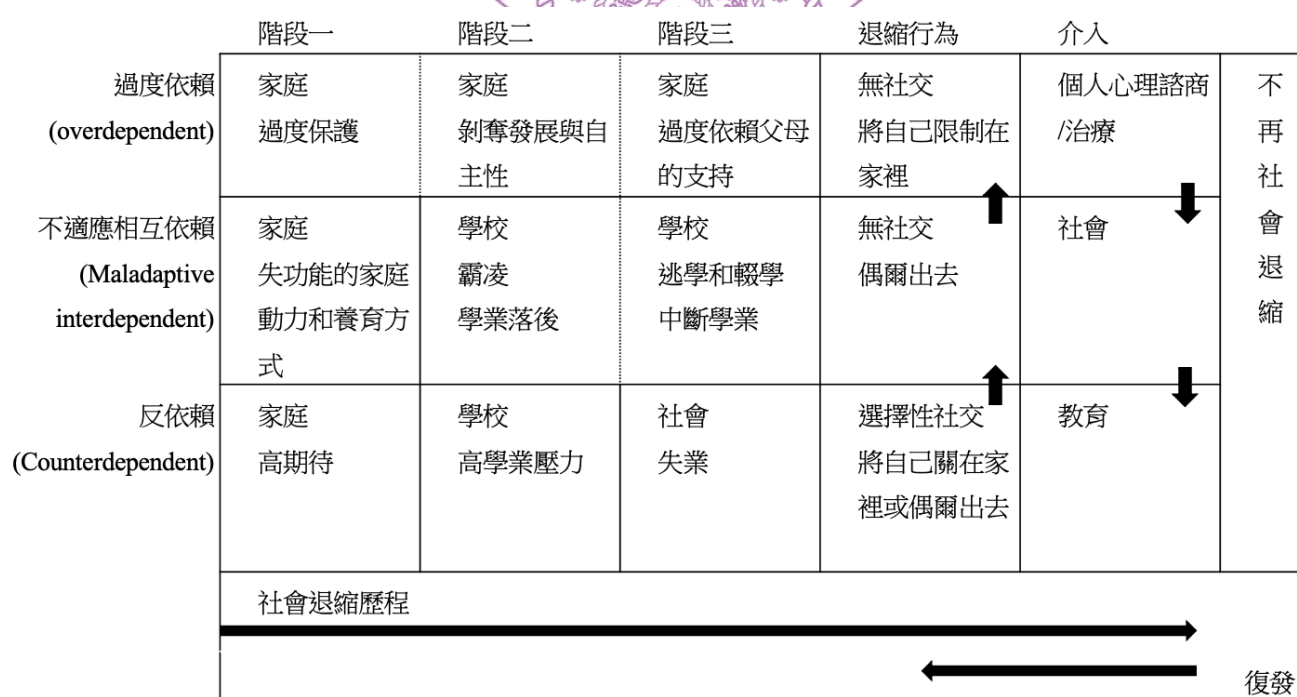 階段一 階段二 階段三 退縮行為 介入
過度依賴
(overdependent)
家庭
過度保護
家庭
剝奪發展與自
主性
家庭
過度依賴父母
的支持
無社交
將自己限制在
家裡
個人心理諮商
/治療
不適應相互依賴
(Maladaptive
interdependent)
家庭
失功能的家庭
動力和養育方
式
學校
霸凌
學業落後
學校
逃學和輟學
中斷學業
無社交
偶爾出去
社會
反依賴
(Counterdependent)
家庭
高期待
學校
高學業壓力
社會
失業
選擇性社交
將自己關在家
裡或偶爾出去
教育
不
再
社
會
退
縮
社會退縮歷程
復發